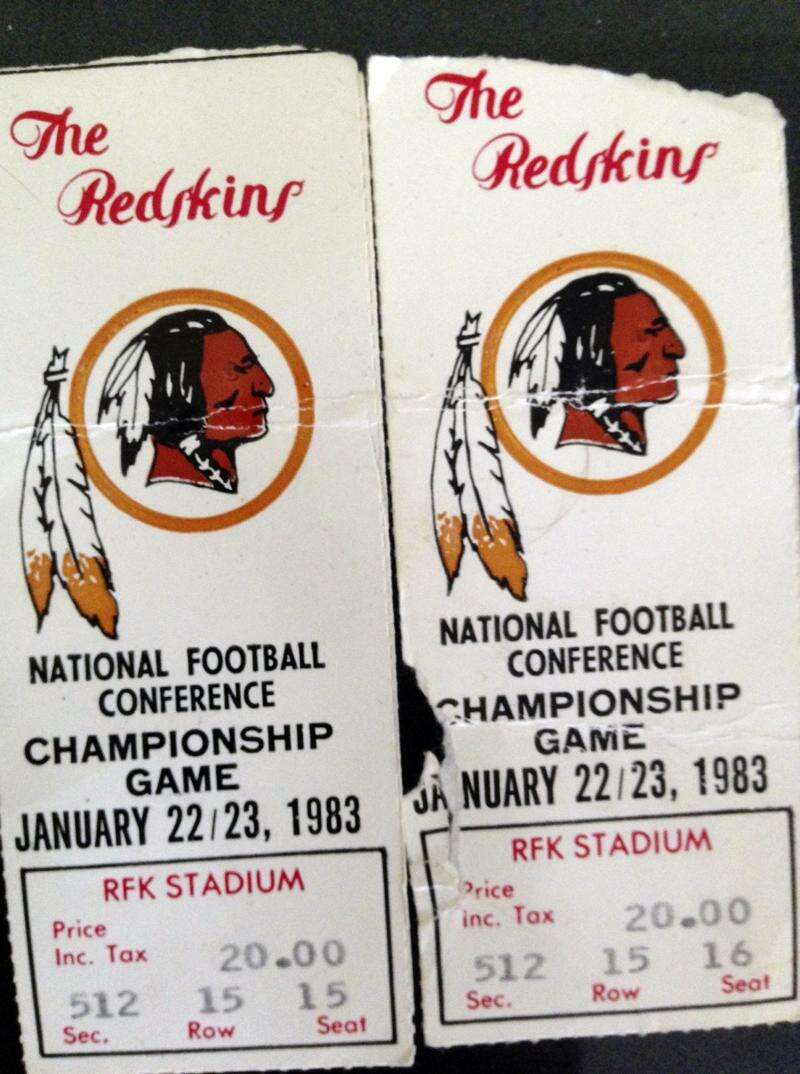 The
Redskins
NATIONAL FOOTBALL
CONFERENCE
CHAMPIONSHIP
GAME
JANUARY 22/23, 1983
RFK STADIUM
Price
Inc. Tax 20.00
512 15 15
Sec. Row Seat
The
Redskins
NATIONAL FOOTBALL
CONFERENCE
CHAMPIONSHIP
GAME
JANUARY 22/23, 1983
RFK STADIUM
Price
Inc. Tax 20.00
512 15 16
Sec. Row Seat